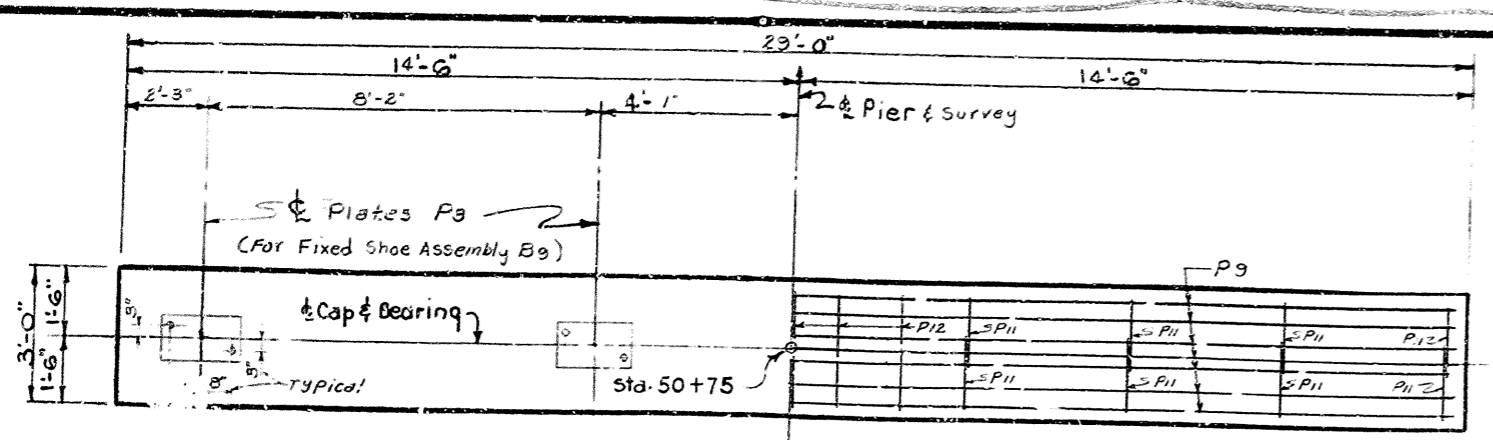 29'-0"
14'-6" 14'-6"
2'-3" 8'-2" 4'-1"
℄ Pier & Survey
℄ Plates P3
(For Fixed Shoe Assembly B9)
P9
3'-0"
1'-6"
1'-6"
3"
℄ Cap & Bearing
P12 P11 P11 P11 P12
3"
8" Typical
Sta. 50+75
P11 P11 P11 P11